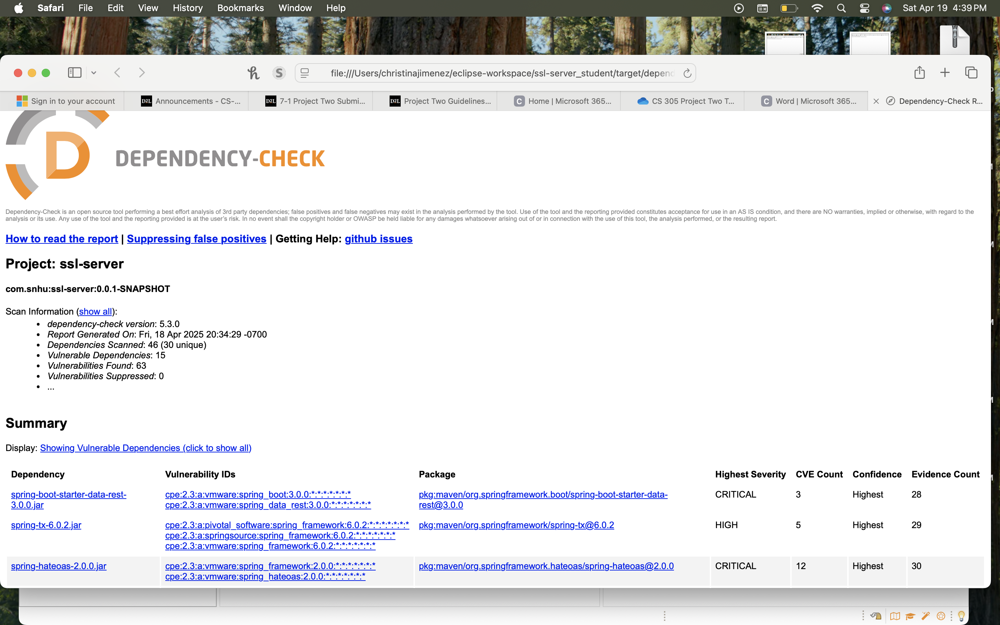 Safari File Edit View History Bookmarks Window Help Sat Apr 19 4:39 PM
file:///Users/christinajimenez/eclipse-workspace/ssl-server_student/target/depend
Sign in to your account
D2L Announcements - CS-...
D2L 7-1 Project Two Submi...
D2L Project Two Guidelines...
C Home | Microsoft 365...
CS 305 Project Two T...
C Word | Microsoft 365...
Dependency-Check R...
DEPENDENCY-CHECK
Dependency-Check is an open source tool performing a best effort analysis of 3rd party dependencies; false positives and false negatives may exist in the analysis performed by the tool. Use of the tool and the reporting provided constitutes acceptance for use in an AS IS condition, and there are NO warranties, implied or otherwise, with regard to the
analysis or its use. Any use of the tool and the reporting provided is at the user's risk. In no event shall the copyright holder or OWASP be held liable for any damages whatsoever arising out of or in connection with the use of this tool, the analysis performed, or the resulting report.
How to read the report | Suppressing false positives | Getting Help: github issues
Project: ssl-server
com.snhu:ssl-server:0.0.1-SNAPSHOT
Scan Information (show all):
• dependency-check version: 5.3.0
• Report Generated On: Fri, 18 Apr 2025 20:34:29 -0700
• Dependencies Scanned: 46 (30 unique)
• Vulnerable Dependencies: 15
• Vulnerabilities Found: 63
• Vulnerabilities Suppressed: 0
• ...
Summary
Display: Showing Vulnerable Dependencies (click to show all)
Dependency Vulnerability IDs Package Highest Severity CVE Count Confidence Evidence Count
spring-boot-starter-data-rest- cpe:2.3:a:vmware:spring_boot:3.0.0:*:*:*:*:*:*:* pkg:maven/org.springframework.boot/spring-boot-starter-data- CRITICAL 3 Highest 28
3.0.0.jar cpe:2.3:a:vmware:spring_data_rest:3.0.0:*:*:*:*:*:*:* rest@3.0.0
spring-tx-6.0.2.jar cpe:2.3:a:pivotal_software:spring_framework:6.0.2:*:*:*:*:*:*:* pkg:maven/org.springframework/spring-tx@6.0.2 HIGH 5 Highest 29
cpe:2.3:a:springsource:spring_framework:6.0.2:*:*:*:*:*:*:*
cpe:2.3:a:vmware:spring_framework:6.0.2:*:*:*:*:*:*:*
spring-hateoas-2.0.0.jar cpe:2.3:a:vmware:spring_framework:2.0.0:*:*:*:*:*:*:* pkg:maven/org.springframework.hateoas/spring-hateoas@2.0.0 CRITICAL 12 Highest 30
cpe:2.3:a:vmware:spring_hateoas:2.0.0:*:*:*:*:*:*:*